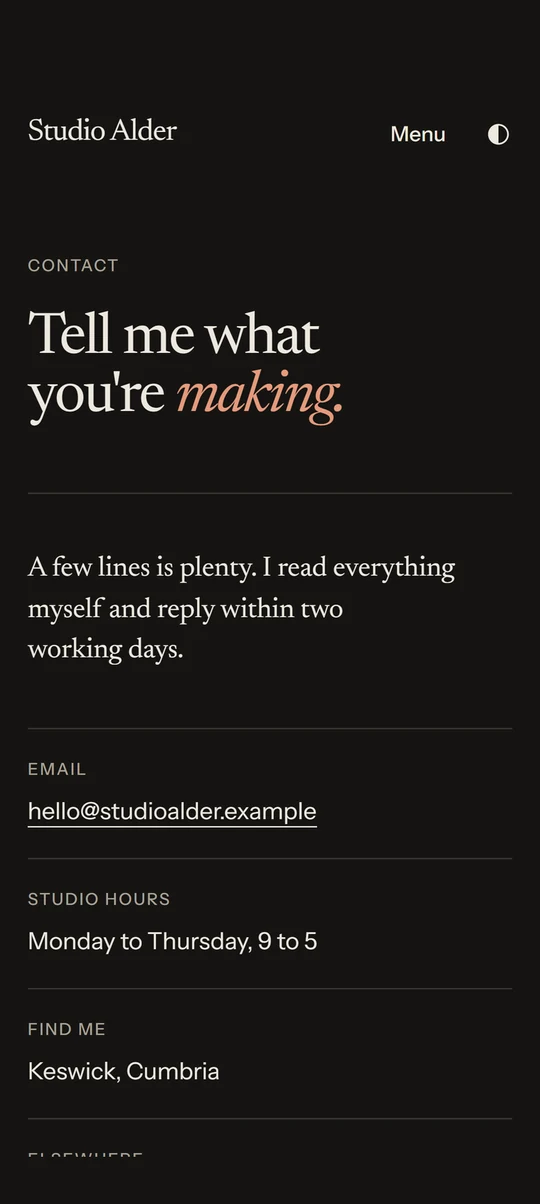 Studio Alder
Menu
CONTACT
Tell me what
you're making.
A few lines is plenty. I read everything
myself and reply within two
working days.
EMAIL
hello@studioalder.example
STUDIO HOURS
Monday to Thursday, 9 to 5
FIND ME
Keswick, Cumbria
ELSEWHERE